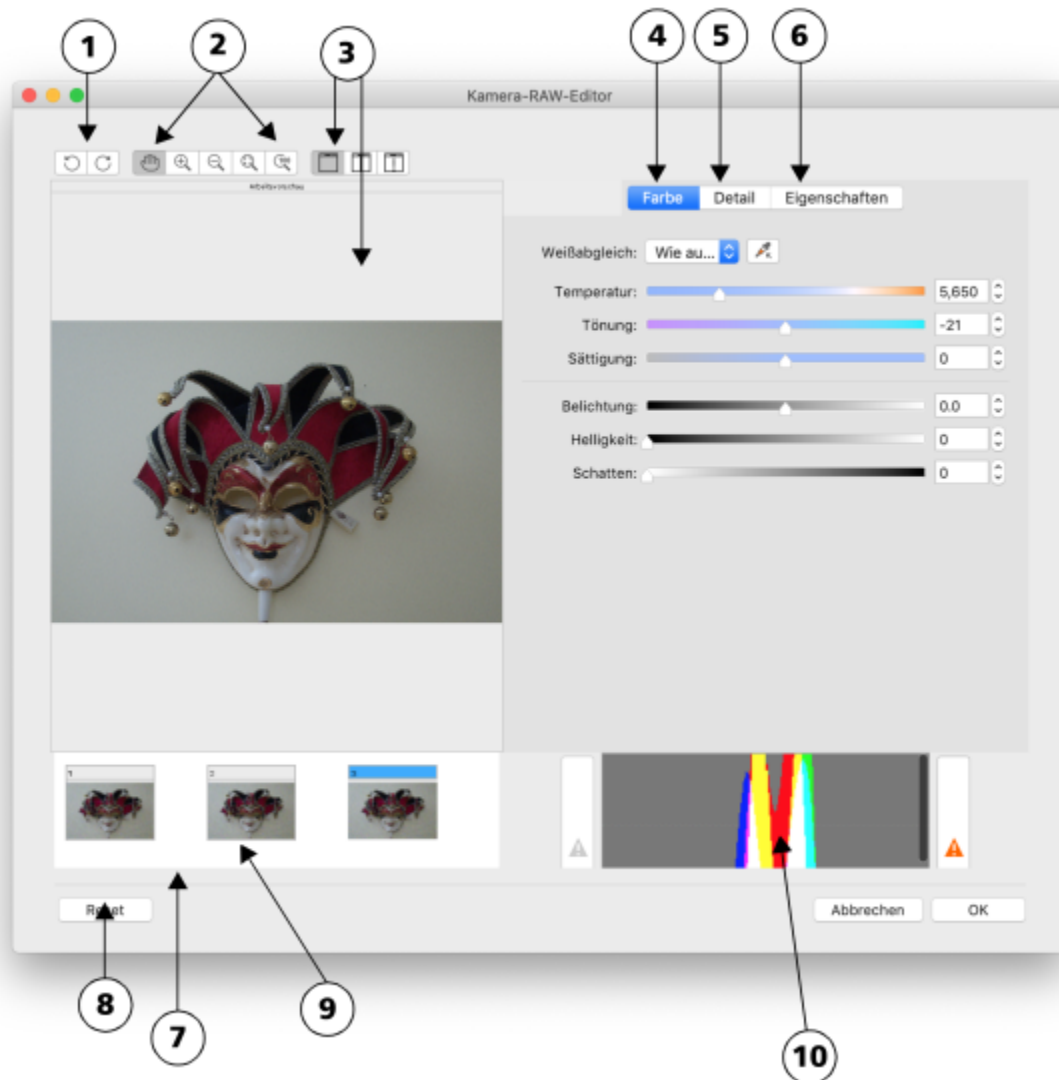 1
2
3
4
5
6
Kamera-RAW-Editor
Arbeitsvorschau
Farbe Detail Eigenschaften
Weißabgleich: Wie au...
Temperatur: 5,650
Tönung: -21
Sättigung: 0
Belichtung: 0.0
Helligkeit: 0
Schatten: 0
1
2
3
Abbrechen OK
8
7
9
10